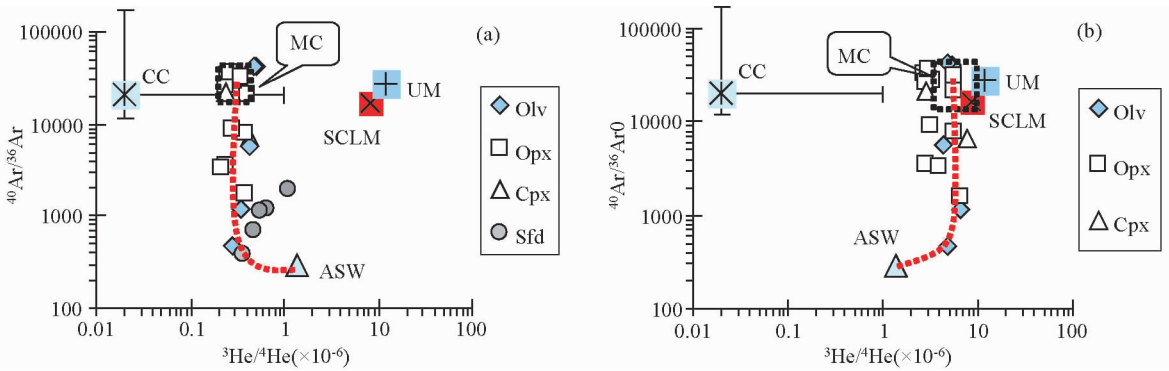 (a)
100000
10000
1000
100
⁴⁰Ar/³⁶Ar
0.01
0.1
1
10
100
³He/⁴He(×10⁻⁶)
CC
MC
UM
SCLM
ASW
Olv
Opx
Cpx
Sfd
(b)
100000
10000
1000
100
⁴⁰Ar/³⁶Ar0
0.01
0.1
1
10
100
³He/⁴He(×10⁻⁶)
CC
MC
UM
SCLM
ASW
Olv
Opx
Cpx